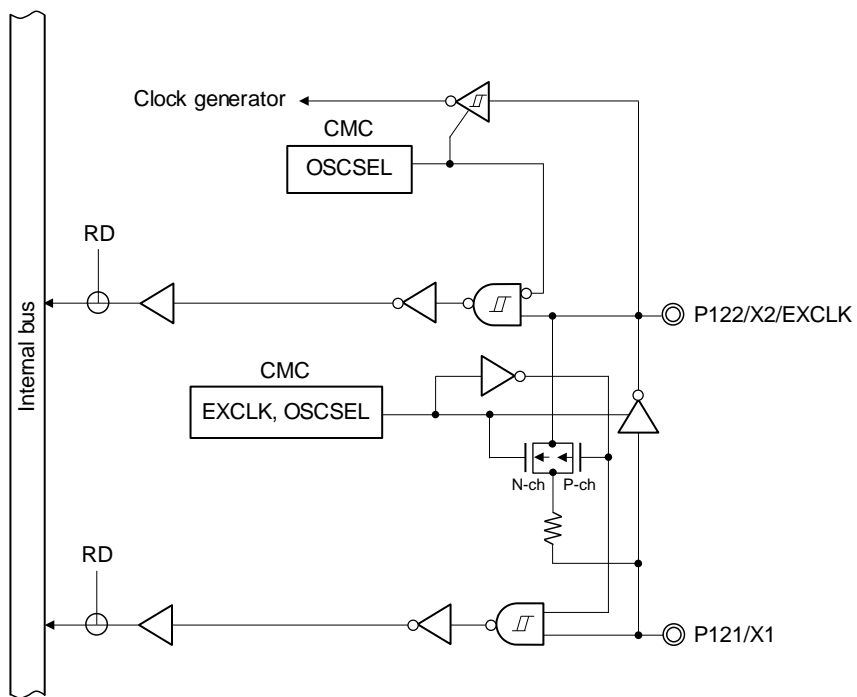 Clock generator
CMC
OSCSEL
RD
P122/X2/EXCLK
Internal bus
CMC
EXCLK, OSCSEL
N-ch
P-ch
RD
P121/X1